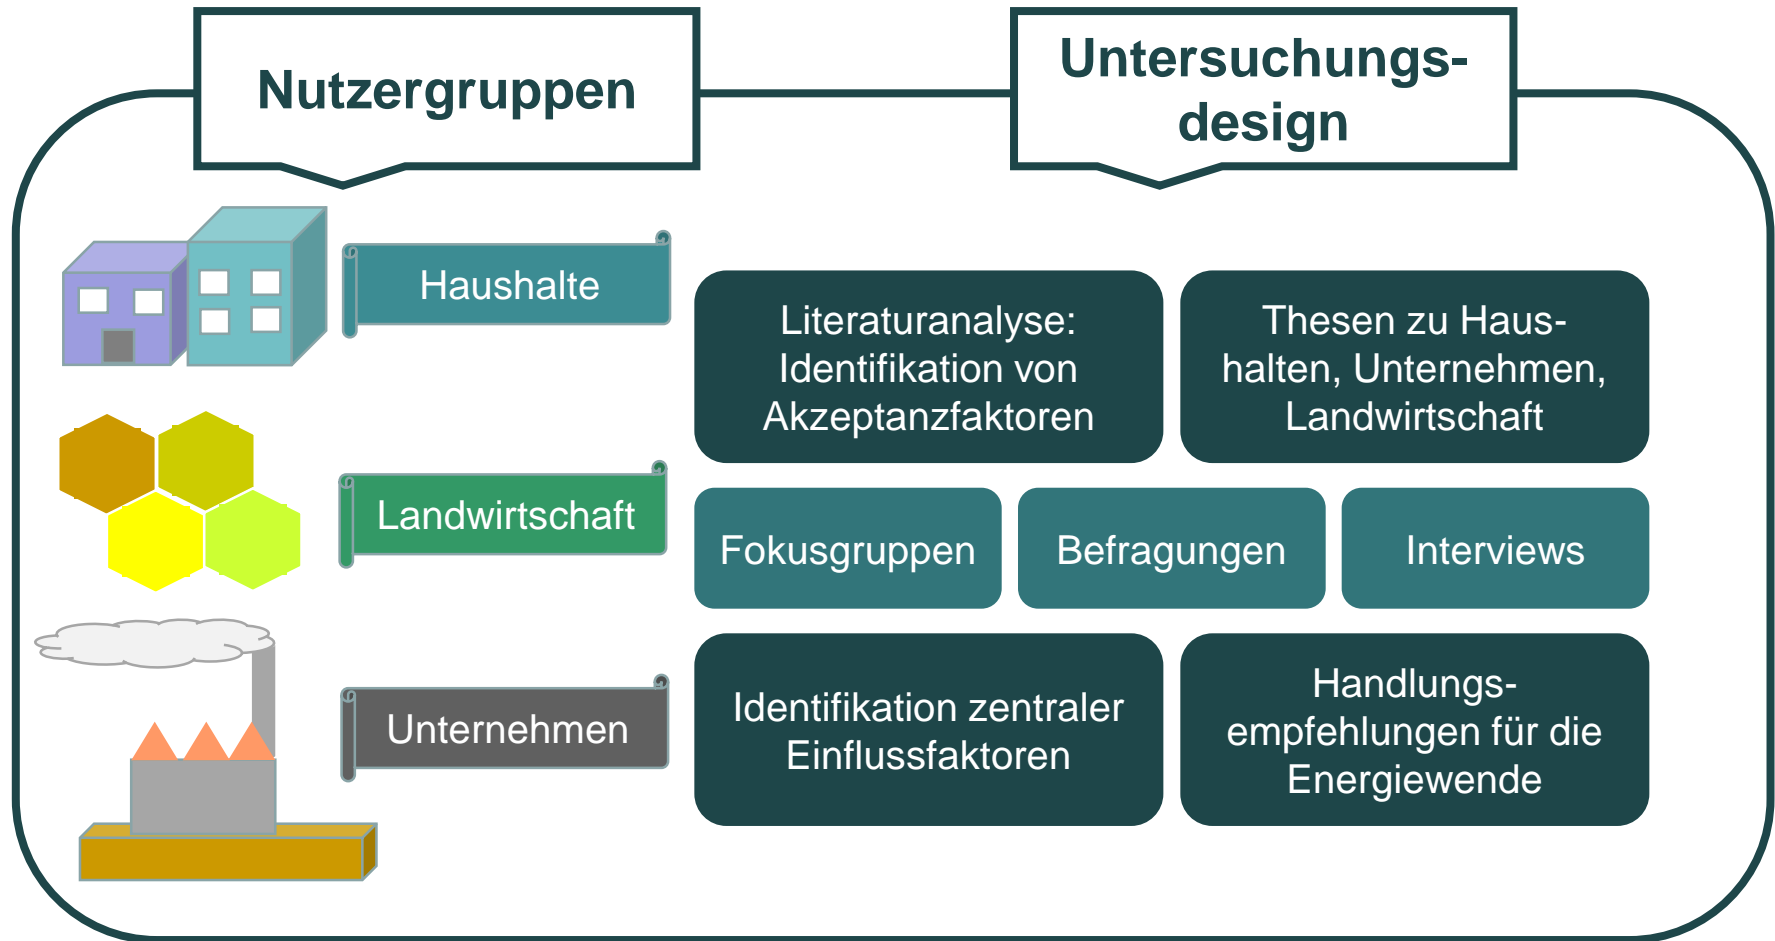 Nutzergruppen
Untersuchungs-
design
Haushalte
Landwirtschaft
Unternehmen
Literaturanalyse:
Identifikation von
Akzeptanzfaktoren
Thesen zu Haus-
halten, Unternehmen,
Landwirtschaft
Fokusgruppen
Befragungen
Interviews
Identifikation zentraler
Einflussfaktoren
Handlungs-
empfehlungen für die
Energiewende